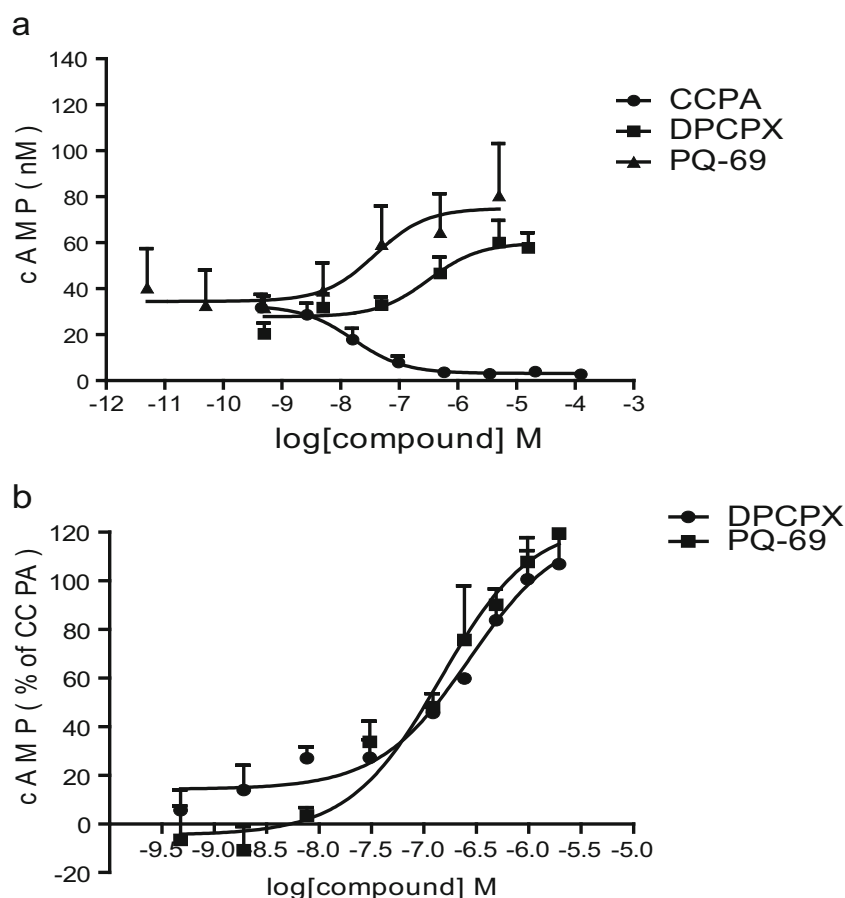 a
140
120
100
80
60
40
20
0
cAMP (nM)
-12 -11 -10 -9 -8 -7 -6 -5 -4 -3
log[compound] M
CCPA
DPCPX
PQ-69
b
120
100
80
60
40
20
0
-20
cAMP (% of CCPA)
-9.5 -9.0 -8.5 -8.0 -7.5 -7.0 -6.5 -6.0 -5.5 -5.0
log[compound] M
DPCPX
PQ-69